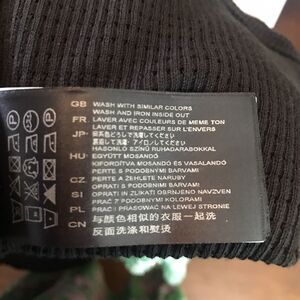 GB WASH WITH SIMILAR COLORS
WASH AND IRON INSIDE OUT
FR LAVER AVEC COULEURS DE MEME TON
LAVER ET REPASSER SUR L'ENVERS
JP
HU HASONLÓ SZÍNŰ RUHADARABOKKAL
EGYÜTT MOSANDÓ
KIFORDÍTVA MOSANDÓ ÉS VASALANDÓ
CZ PERTE S PODOBNÝMI BARVAMI
PERTE A ŽEHLETE NARUBY
SI OPRATI S PODOBNIMI BARVAMI
OPRATI IN ZLIKATI OBRNJENO NAVZVEN
PL PRAĆ Z PODOBNYMI KOLORAMI
PRAĆ I PRASOWAĆ NA LEWEJ STRONIE
CN 与颜色相似的衣服一起洗
反面洗涤和熨烫